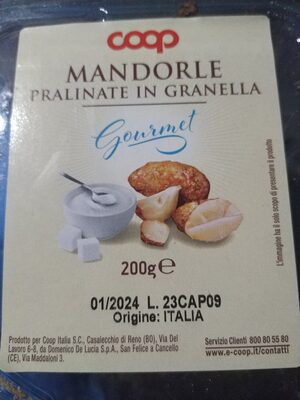 coop
MANDORLE
PRALINATE IN GRANELLA
Gourmet
L'immagine ha il solo scopo di presentare il prodotto
200g e
01/2024 L. 23CAP09
Origine: ITALIA
Prodotto per Coop Italia S.C., Casalecchio di Reno (BO), Via Del
Lavoro 6-8, da Domenico De Lucia S.p.A., San Felice a Cancello
(CE), Via Maddaloni 3.
Servizio Clienti 800 80 55 80
www.e-coop.it/contatti